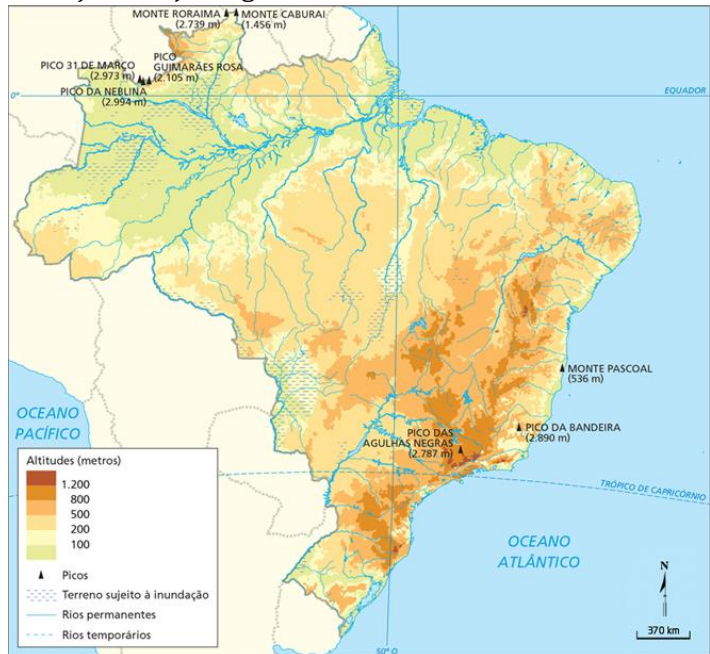 MONTE RORAIMA
(2.739 m)
MONTE CABURAI
(1.456 m)
PICO 31 DE MARÇO
(2.973 m)
PICO
GUIMARÃES ROSA
(2.105 m)
PICO DA NEBLINA
(2.994 m)
0°
EQUADOR
MONTE PASCOAL
(536 m)
PICO DA BANDEIRA
(2.890 m)
PICO DAS
AGULHAS NEGRAS
(2.787 m)
OCEANO
PACÍFICO
TRÓPICO DE CAPRICÓRNIO
OCEANO
ATLÂNTICO
Altitudes (metros)
1.200
800
500
200
100
Picos
Terreno sujeito à inundação
Rios permanentes
Rios temporários
N
370 km
50° O